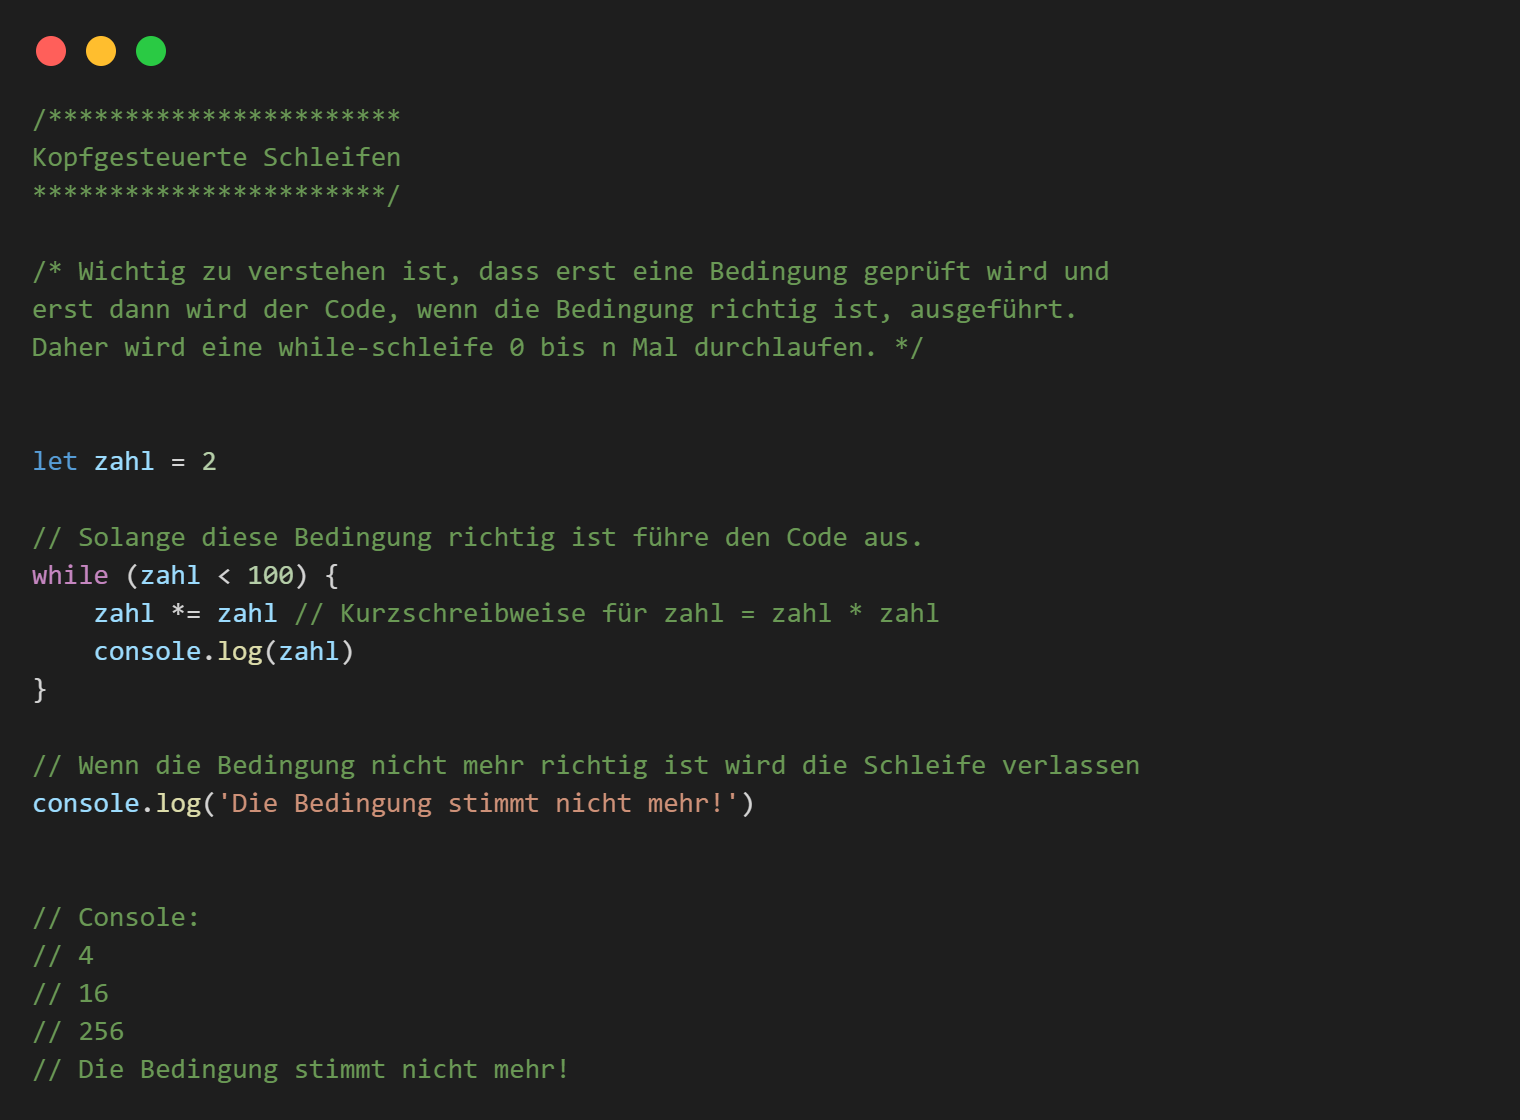 /***********************
Kopfgesteuerte Schleifen
***********************/
/* Wichtig zu verstehen ist, dass erst eine Bedingung geprüft wird und
erst dann wird der Code, wenn die Bedingung richtig ist, ausgeführt.
Daher wird eine while-schleife 0 bis n Mal durchlaufen. */
let zahl = 2
// Solange diese Bedingung richtig ist führe den Code aus.
while (zahl < 100) {
    zahl *= zahl // Kurzschreibweise für zahl = zahl * zahl
    console.log(zahl)
}
// Wenn die Bedingung nicht mehr richtig ist wird die Schleife verlassen
console.log('Die Bedingung stimmt nicht mehr!')
// Console:
// 4
// 16
// 256
// Die Bedingung stimmt nicht mehr!